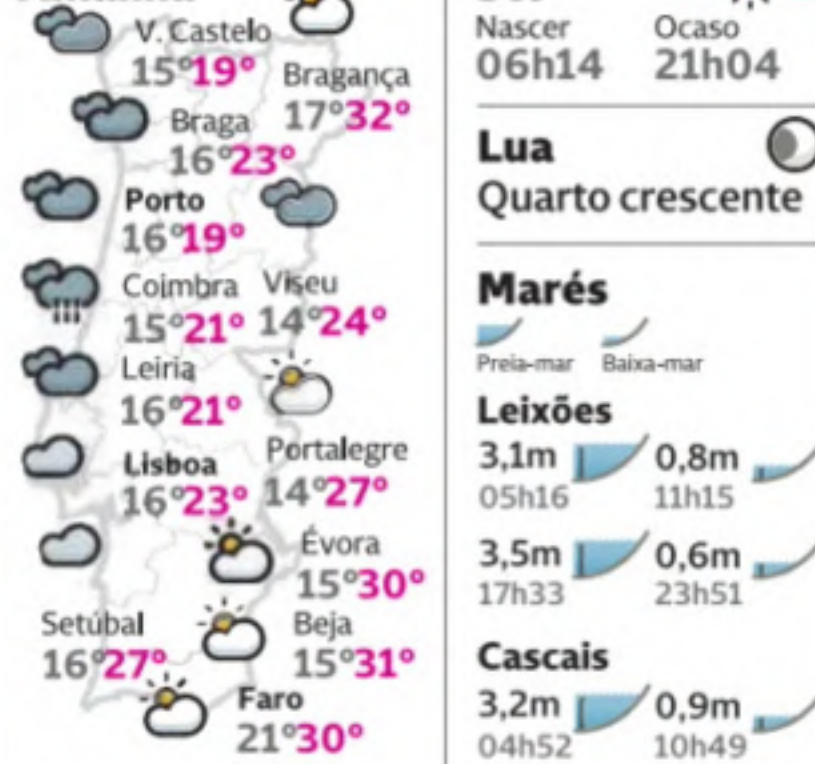 V. Castelo
15° 19°
Bragança
17° 32°
Braga
16° 23°
Porto
16° 19°
Coimbra
15° 21°
Viseu
14° 24°
Leiria
16° 21°
Portalegre
14° 27°
Lisboa
16° 23°
Évora
15° 30°
Setúbal
16° 27°
Beja
15° 31°
Faro
21° 30°
Nascer Ocaso
06h14 21h04
Lua
Quarto crescente
Marés
Preia-mar Baixa-mar
Leixões
3,1m 0,8m
05h16 11h15
3,5m 0,6m
17h33 23h51
Cascais
3,2m 0,9m
04h52 10h49